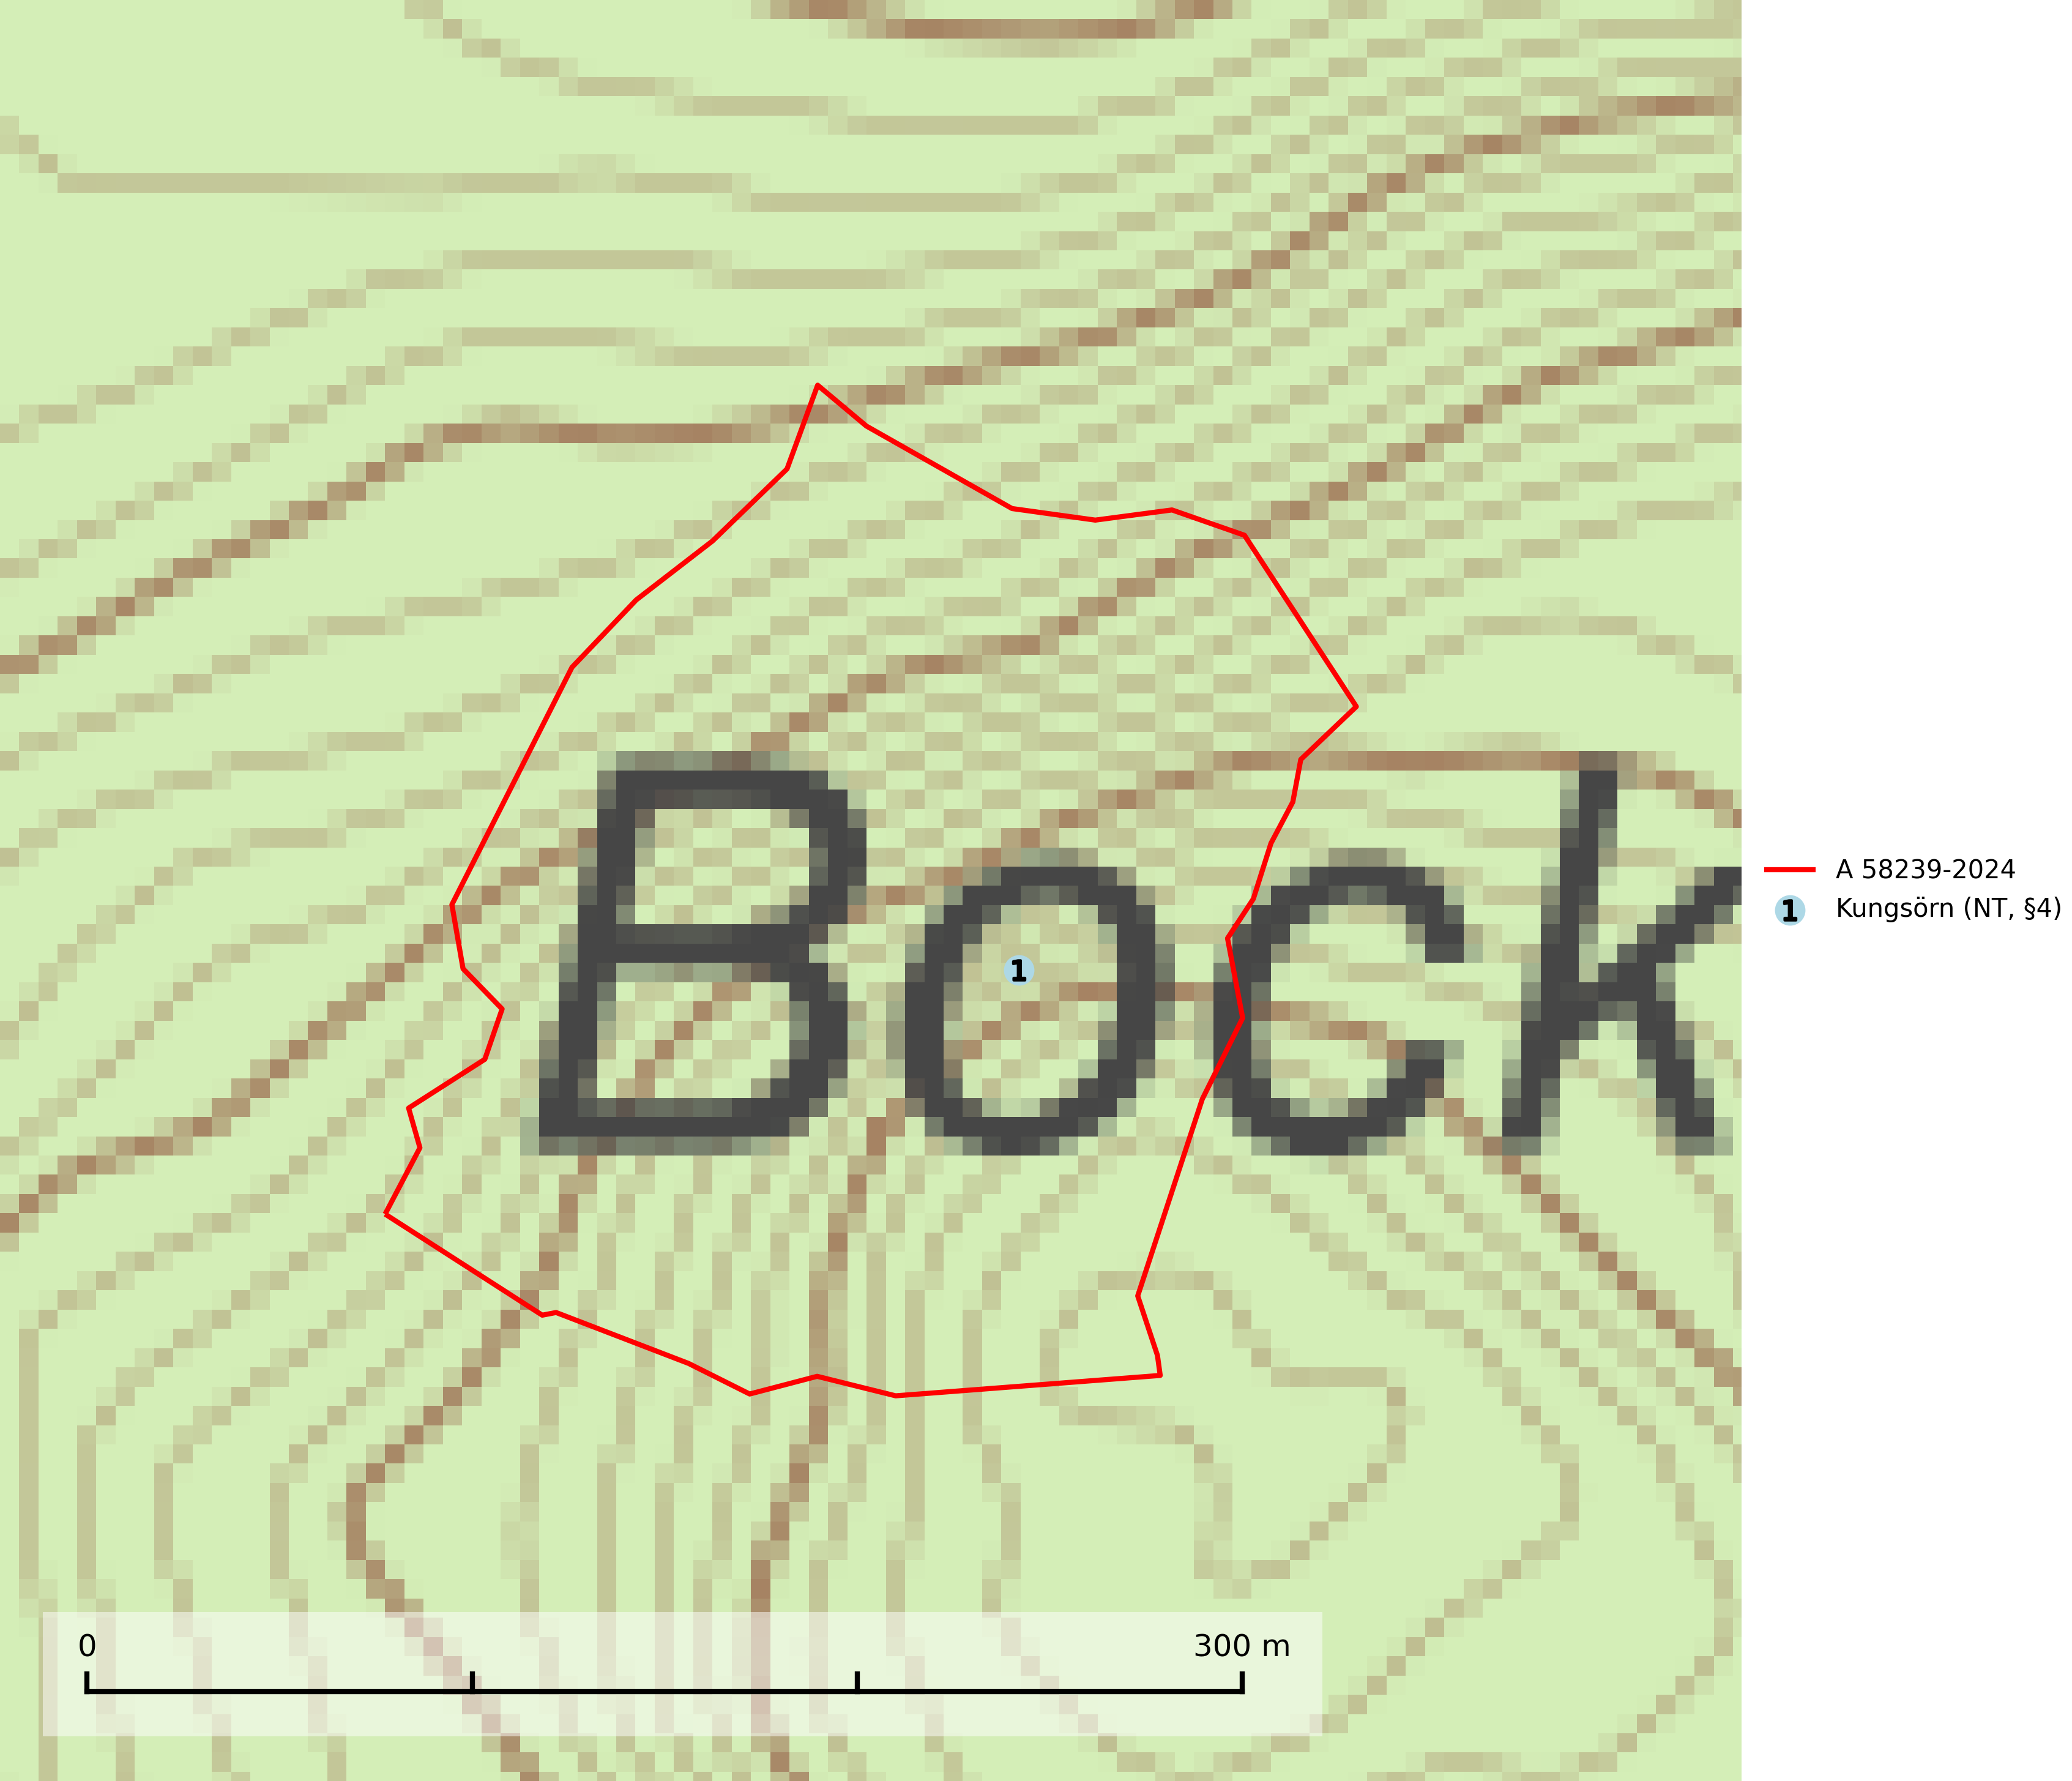 Bock
1
0 300 m
A 58239-2024
1 Kungsörn (NT, §4)